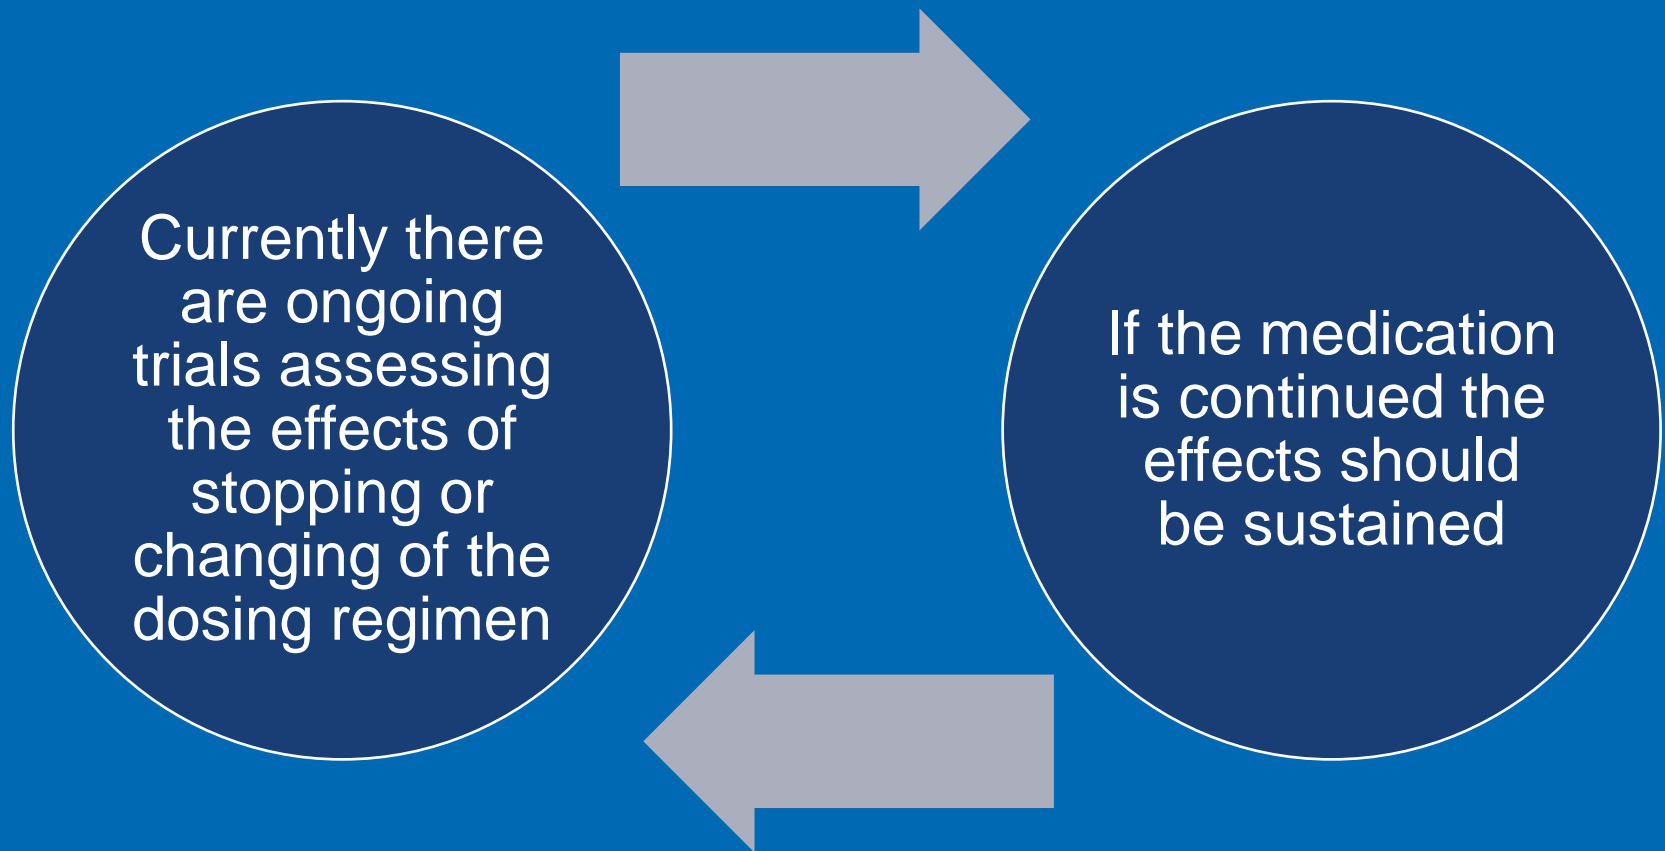 Currently there
are ongoing
trials assessing
the effects of
stopping or
changing of the
dosing regimen
If the medication
is continued the
effects should
be sustained